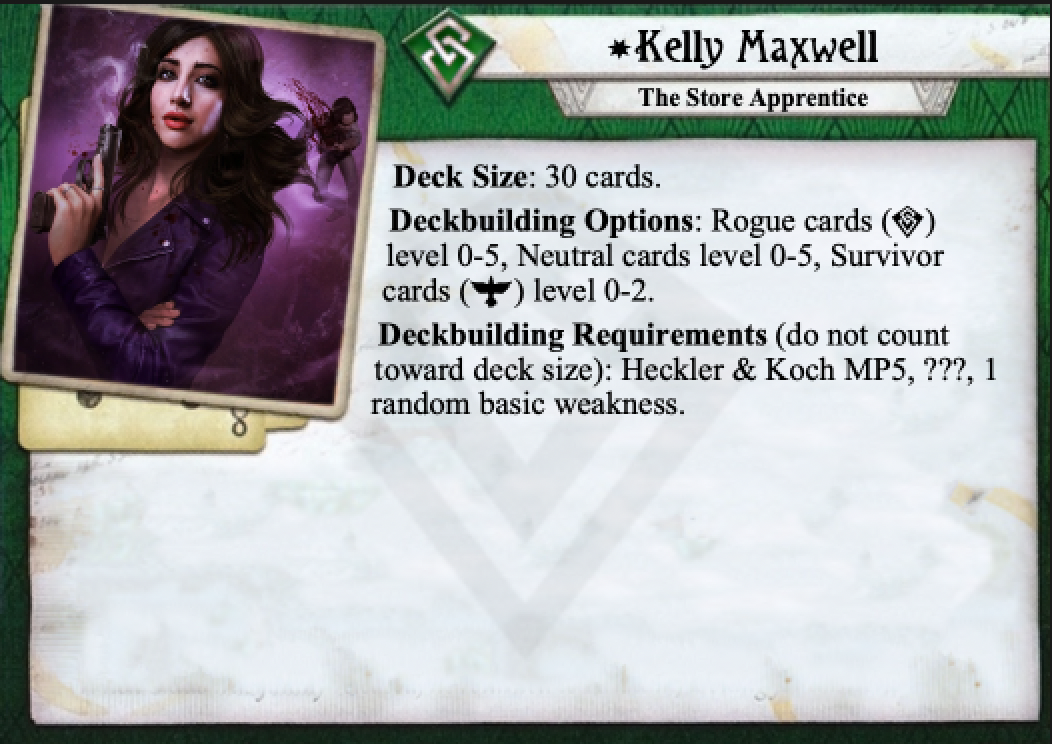 Kelly Maxwell
The Store Apprentice
Deck Size: 30 cards.
Deckbuilding Options: Rogue cards ()
level 0-5, Neutral cards level 0-5, Survivor
cards () level 0-2.
Deckbuilding Requirements (do not count
toward deck size): Heckler & Koch MP5, ???, 1
random basic weakness.